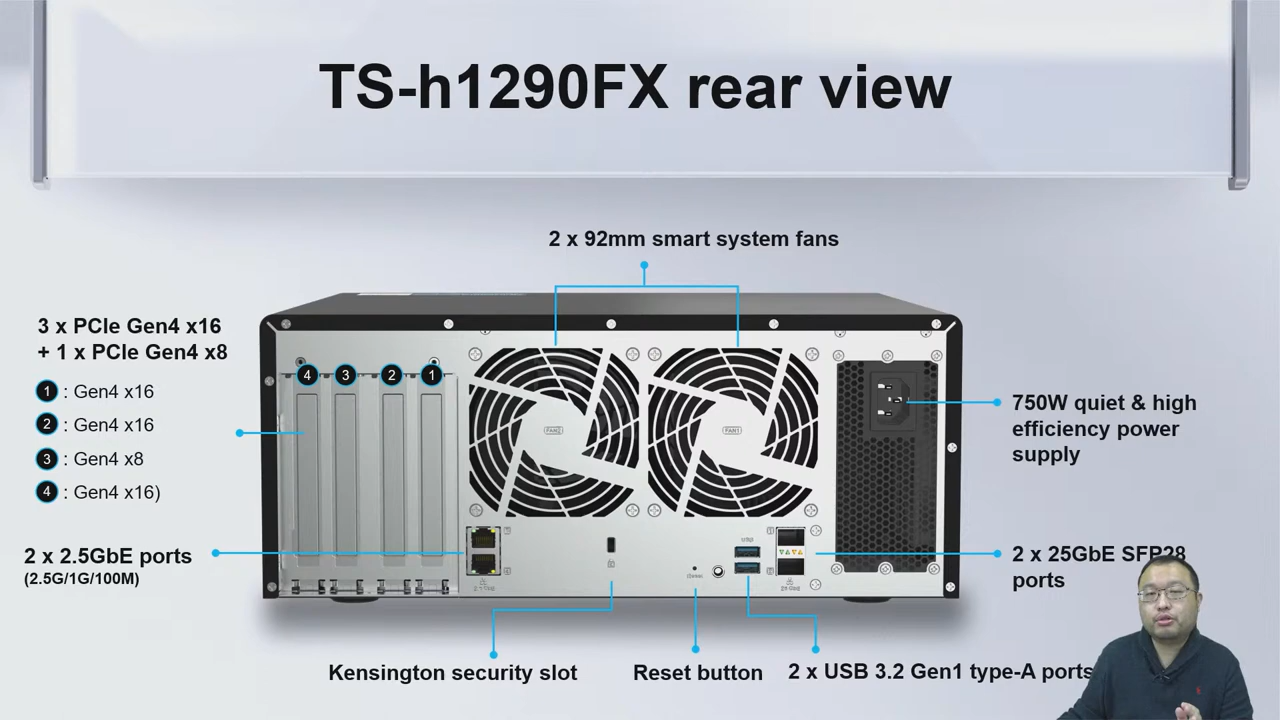 TS-h1290FX rear view
2 x 92mm smart system fans
3 x PCIe Gen4 x16
+ 1 x PCIe Gen4 x8
1 : Gen4 x16
2 : Gen4 x16
3 : Gen4 x8
4 : Gen4 x16)
4 3 2 1
FAN2
FAN1
750W quiet & high
efficiency power
supply
2 x 2.5GbE ports
(2.5G/1G/100M)
USB
2 x 25GbE SFP28
ports
Kensington security slot
Reset button
2 x USB 3.2 Gen1 type-A ports